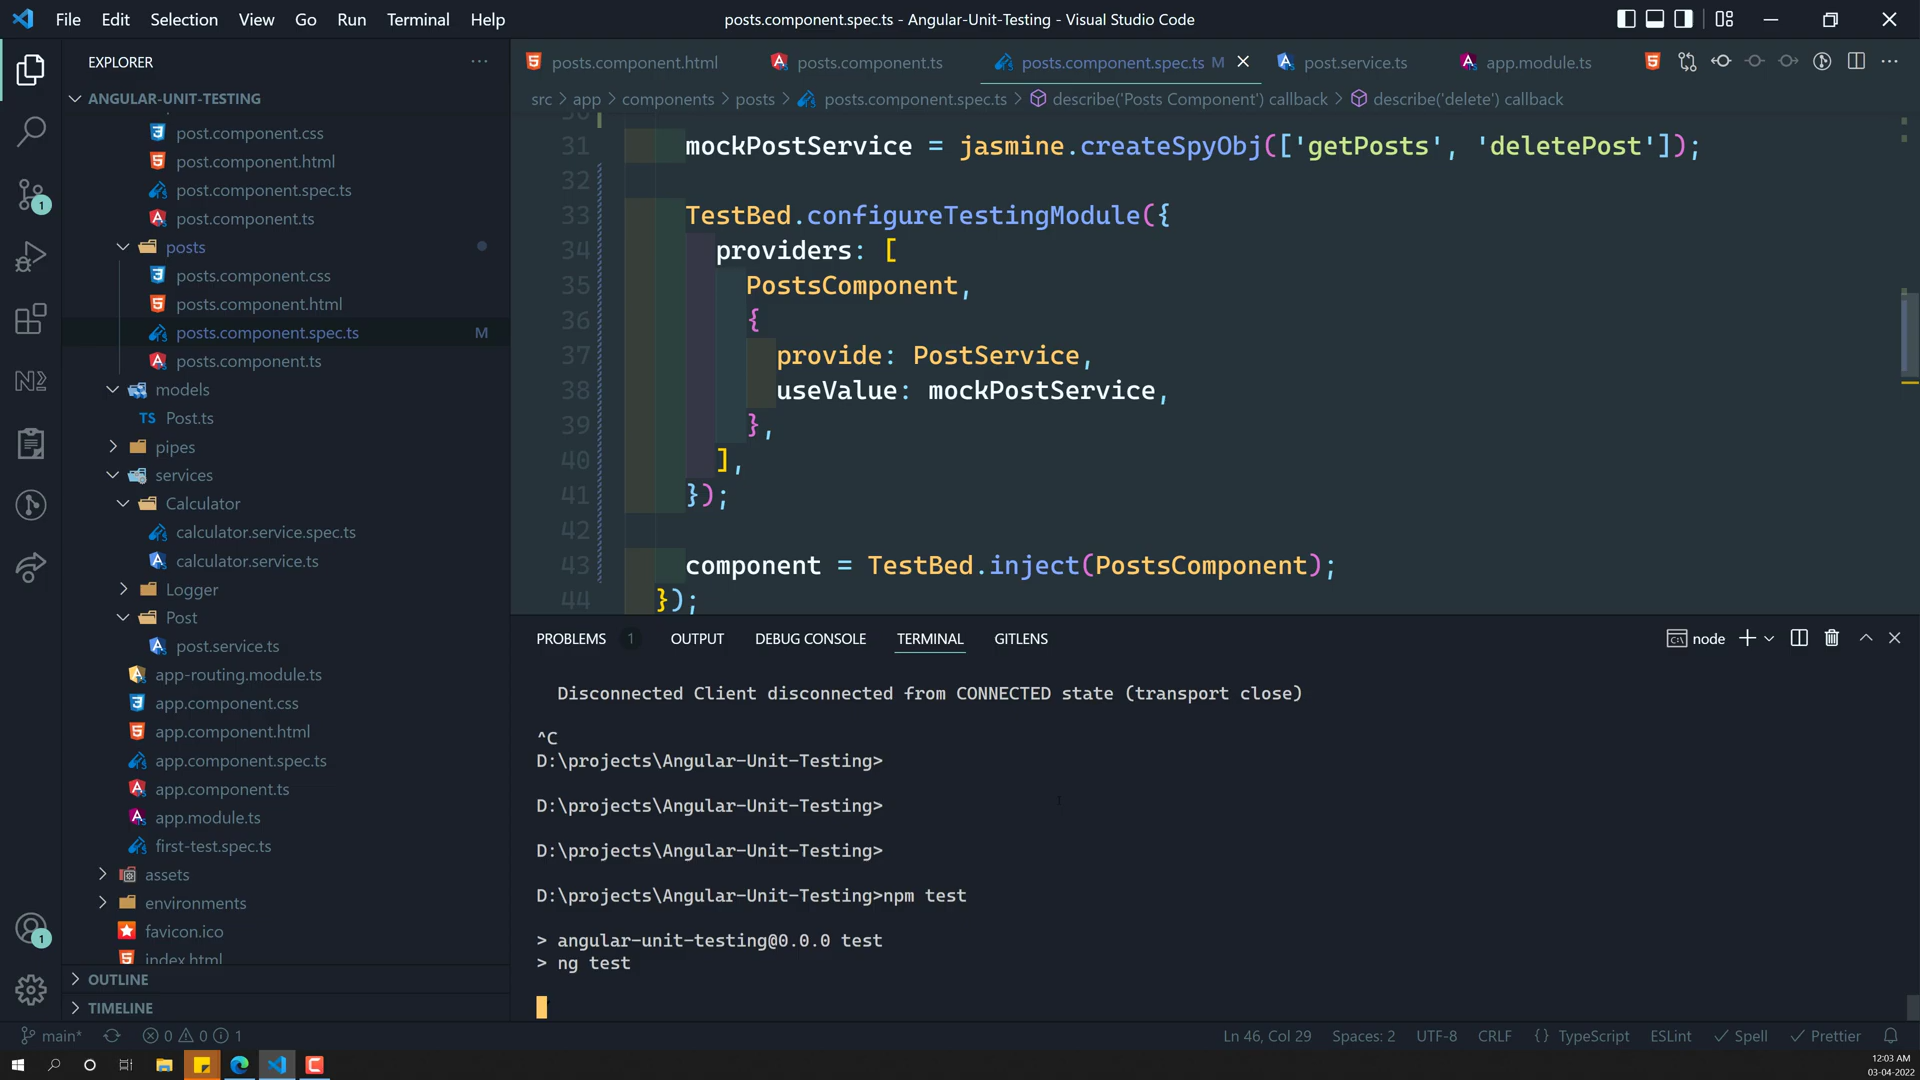 File Edit Selection View Go Run Terminal Help
posts.component.spec.ts - Angular-Unit-Testing - Visual Studio Code
EXPLORER
ANGULAR-UNIT-TESTING
post.component.css
post.component.html
post.component.spec.ts
post.component.ts
posts
posts.component.css
posts.component.html
posts.component.spec.ts M
posts.component.ts
models
TS Post.ts
pipes
services
Calculator
calculator.service.spec.ts
calculator.service.ts
Logger
Post
post.service.ts
app-routing.module.ts
app.component.css
app.component.html
app.component.spec.ts
app.component.ts
app.module.ts
first-test.spec.ts
assets
environments
favicon.ico
index.html
OUTLINE
TIMELINE
1
1
posts.component.html posts.component.ts posts.component.spec.ts M post.service.ts app.module.ts
src > app > components > posts > posts.component.spec.ts > describe('Posts Component') callback > describe('delete') callback
30
31 mockPostService = jasmine.createSpyObj(['getPosts', 'deletePost']);
32
33 TestBed.configureTestingModule({
34 providers: [
35 PostsComponent,
36 {
37 provide: PostService,
38 useValue: mockPostService,
39 },
40 ],
41 });
42
43 component = TestBed.inject(PostsComponent);
44 });
PROBLEMS 1 OUTPUT DEBUG CONSOLE TERMINAL GITLENS
node
Disconnected Client disconnected from CONNECTED state (transport close)
^C
D:\projects\Angular-Unit-Testing>
D:\projects\Angular-Unit-Testing>
D:\projects\Angular-Unit-Testing>
D:\projects\Angular-Unit-Testing>npm test
> angular-unit-testing@0.0.0 test
> ng test
main* 0 0 1
Ln 46, Col 29 Spaces: 2 UTF-8 CRLF {} TypeScript ESLint Spell Prettier
12:03 AM
03-04-2022